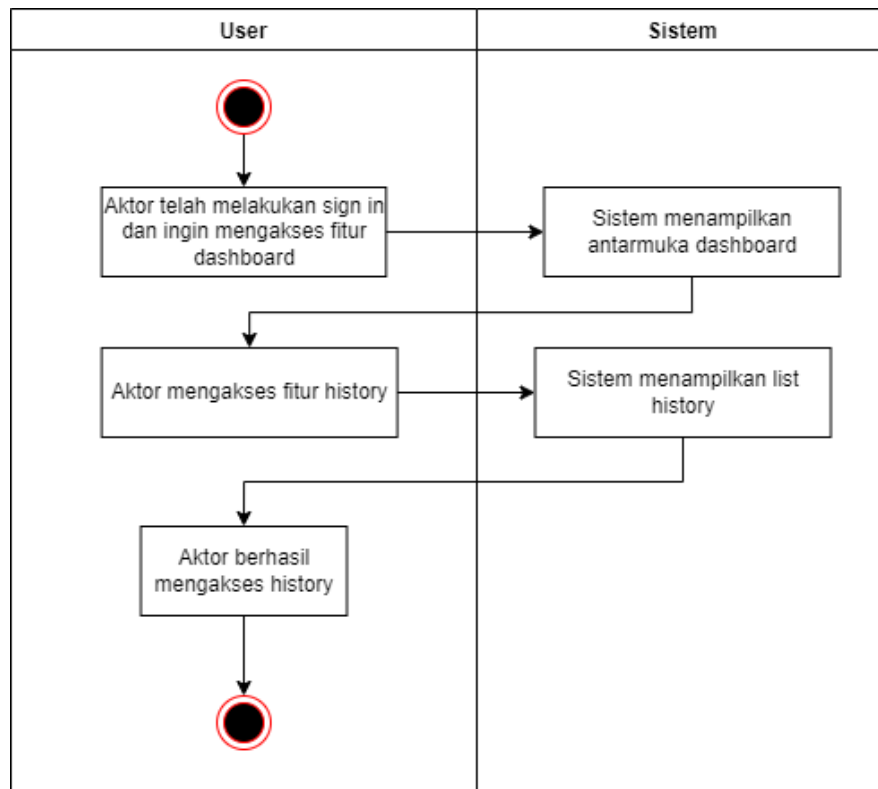 User
Sistem
Aktor telah melakukan sign in
dan ingin mengakses fitur
dashboard
Sistem menampilkan
antarmuka dashboard
Aktor mengakses fitur history
Sistem menampilkan list
history
Aktor berhasil
mengakses history